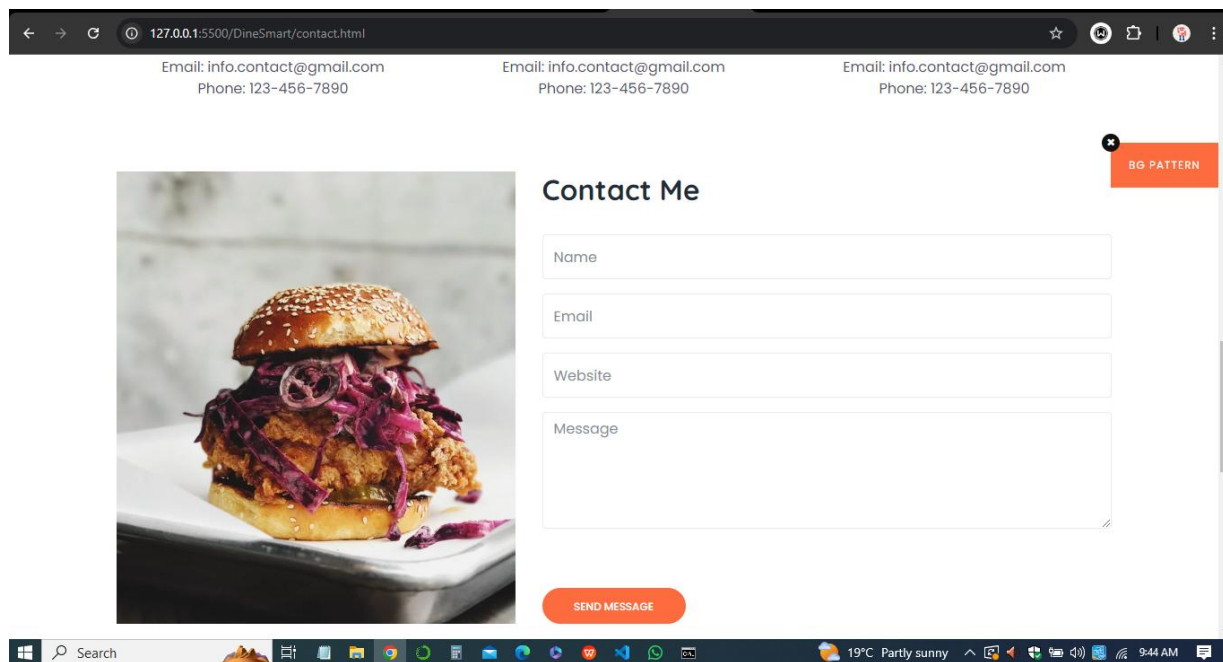 127.0.0.1:5500/DineSmart/contact.html
Email: info.contact@gmail.com Email: info.contact@gmail.com Email: info.contact@gmail.com
Phone: 123-456-7890 Phone: 123-456-7890 Phone: 123-456-7890
BG PATTERN
Contact Me
Name
Email
Website
Message
SEND MESSAGE
Search 19°C Partly sunny 9:44 AM